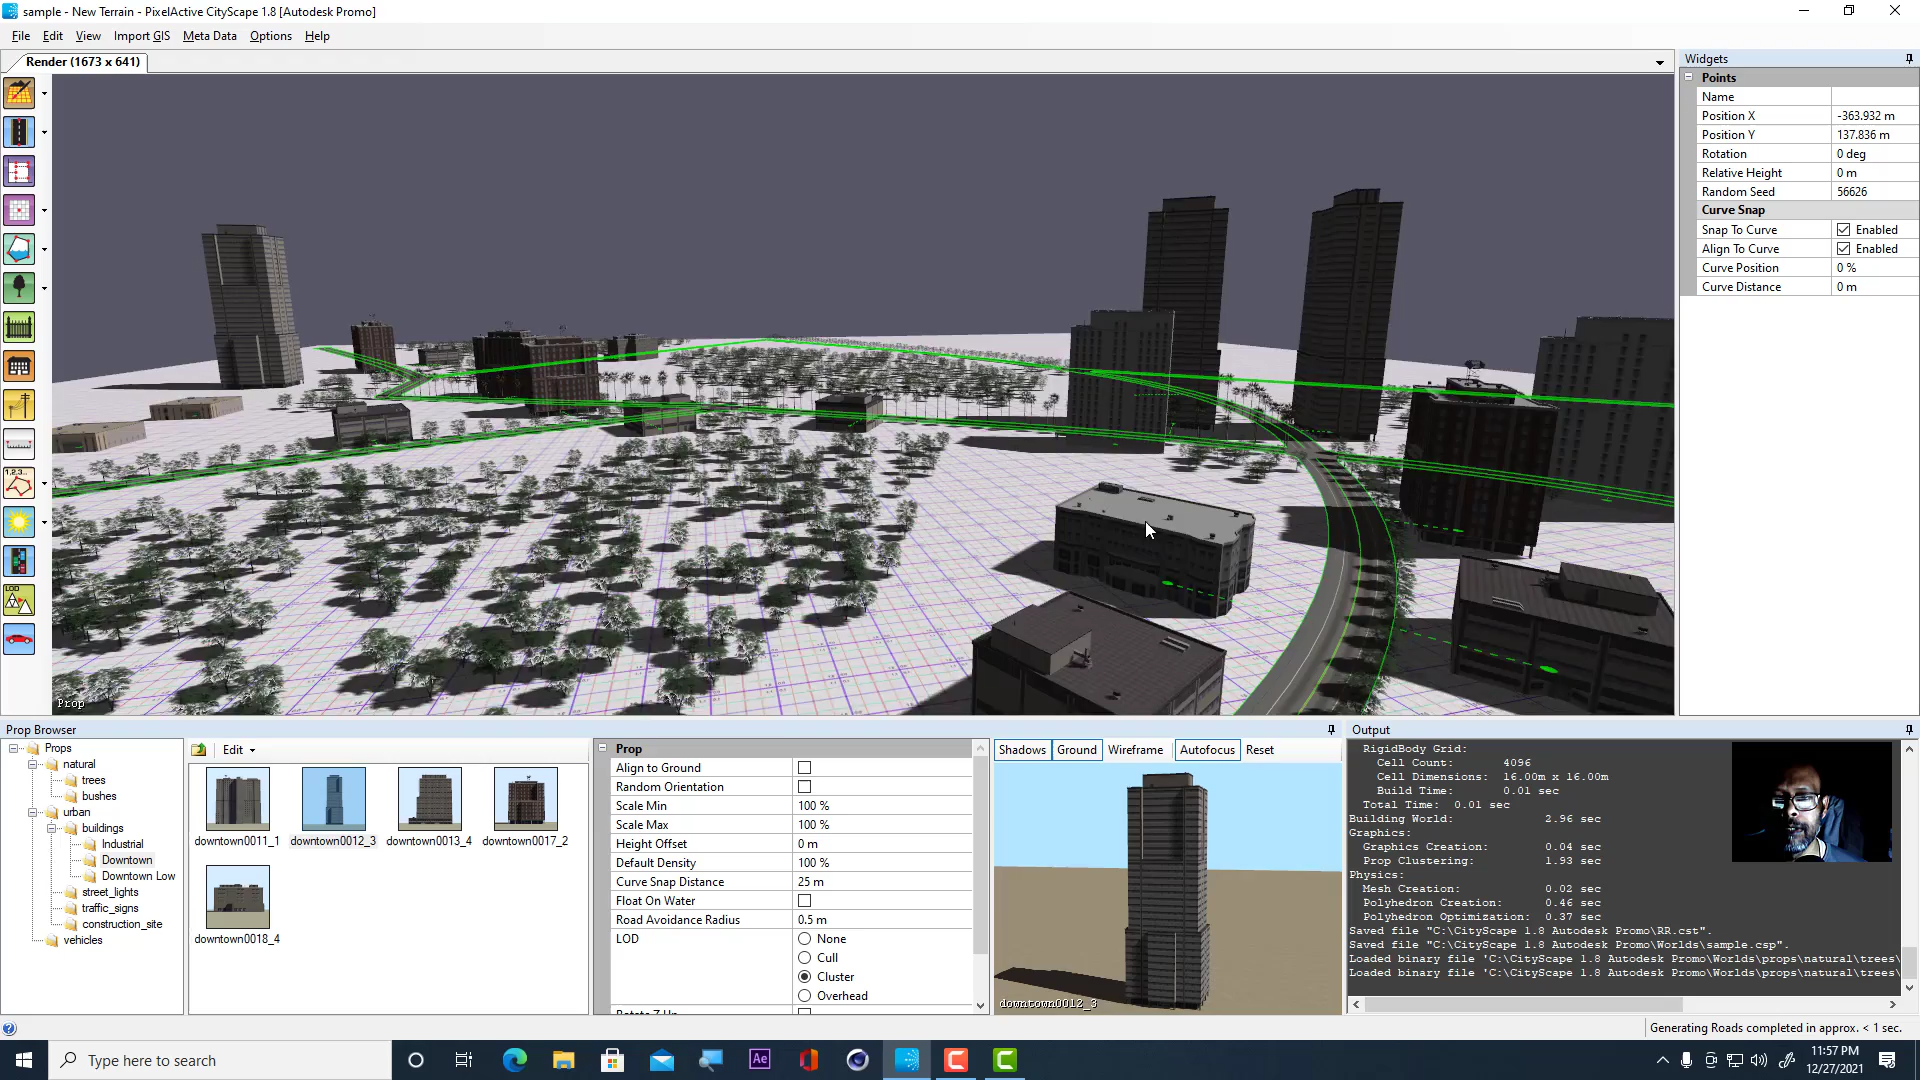 sample - New Terrain - PixelActive CityScape 1.8 [Autodesk Promo]
File Edit View Import GIS Meta Data Options Help
Render (1673 x 641)
Widgets
Points
Name
Position X -363.932 m
Position Y 137.836 m
Rotation 0 deg
Relative Height 0 m
Random Seed 56626
Curve Snap
Snap To Curve Enabled
Align To Curve Enabled
Curve Position 0 %
Curve Distance 0 m
1,2,3...
LOD
Prop
Prop Browser
Props
natural
trees
bushes
urban
buildings
Industrial
Downtown
Downtown Low
street_lights
traffic_signs
construction_site
vehicles
Edit
downtown0011_1 downtown0012_3 downtown0013_4 downtown0017_2
downtown0018_4
Prop
Align to Ground
Random Orientation
Scale Min 100 %
Scale Max 100 %
Height Offset 0 m
Default Density 100 %
Curve Snap Distance 25 m
Float On Water
Road Avoidance Radius 0.5 m
LOD None
Cull
Cluster
Overhead
Shadows Ground Wireframe Autofocus Reset
downtown0012_3
Output
RigidBody Grid:
Cell Count: 4096
Cell Dimensions: 16.00m x 16.00m
Build Time: 0.01 sec
Total Time: 0.01 sec
Building World: 2.96 sec
Graphics:
Graphics Creation: 0.04 sec
Prop Clustering: 1.93 sec
Physics:
Mesh Creation: 0.02 sec
Polyhedron Creation: 0.46 sec
Polyhedron Optimization: 0.37 sec
Saved file "C:\CityScape 1.8 Autodesk Promo\RR.cst".
Saved file "C:\CityScape 1.8 Autodesk Promo\Worlds\sample.csp".
Loaded binary file 'C:\CityScape 1.8 Autodesk Promo\Worlds\props\natural\trees\
Loaded binary file 'C:\CityScape 1.8 Autodesk Promo\Worlds\props\natural\trees\
Generating Roads completed in approx. < 1 sec.
Type here to search
Ae
11:57 PM
12/27/2021